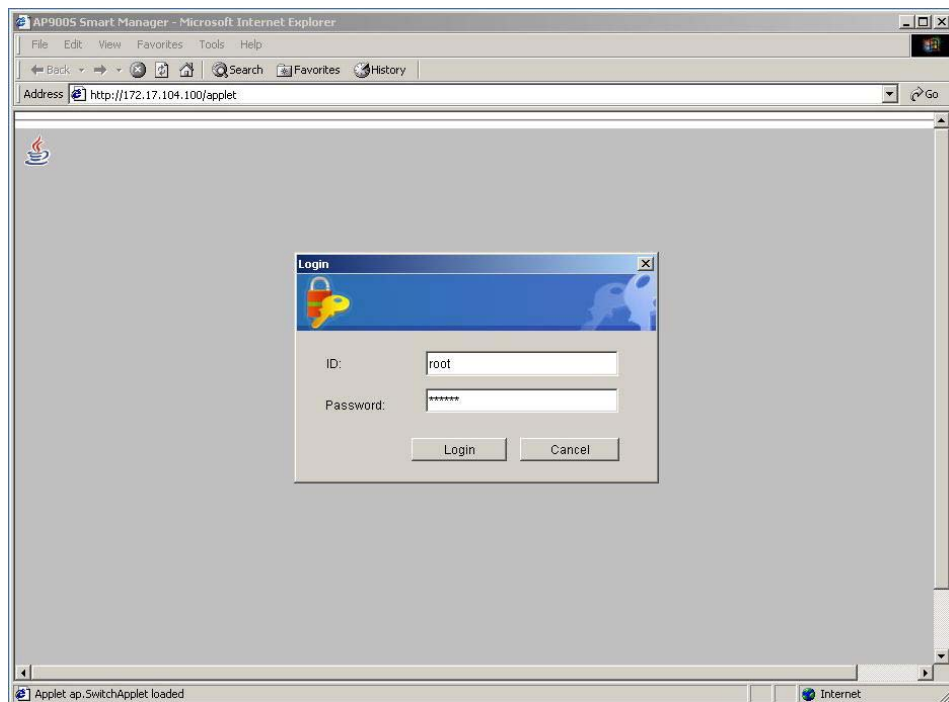 AP900S Smart Manager - Microsoft Internet Explorer
File Edit View Favorites Tools Help
Back Search Favorites History
Address http://172.17.104.100/applet Go
Login
ID: root
Password: ******
Login Cancel
Applet ap.SwitchApplet loaded Internet